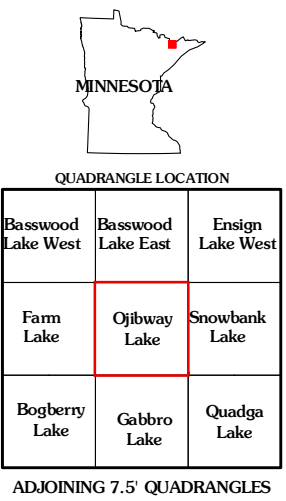 MINNESOTA
QUADRANGLE LOCATION
Basswood
Lake West
Basswood
Lake East
Ensign
Lake West
Farm
Lake
Ojibway
Lake
Snowbank
Lake
Bogberry
Lake
Gabbro
Lake
Quadga
Lake
ADJOINING 7.5' QUADRANGLES